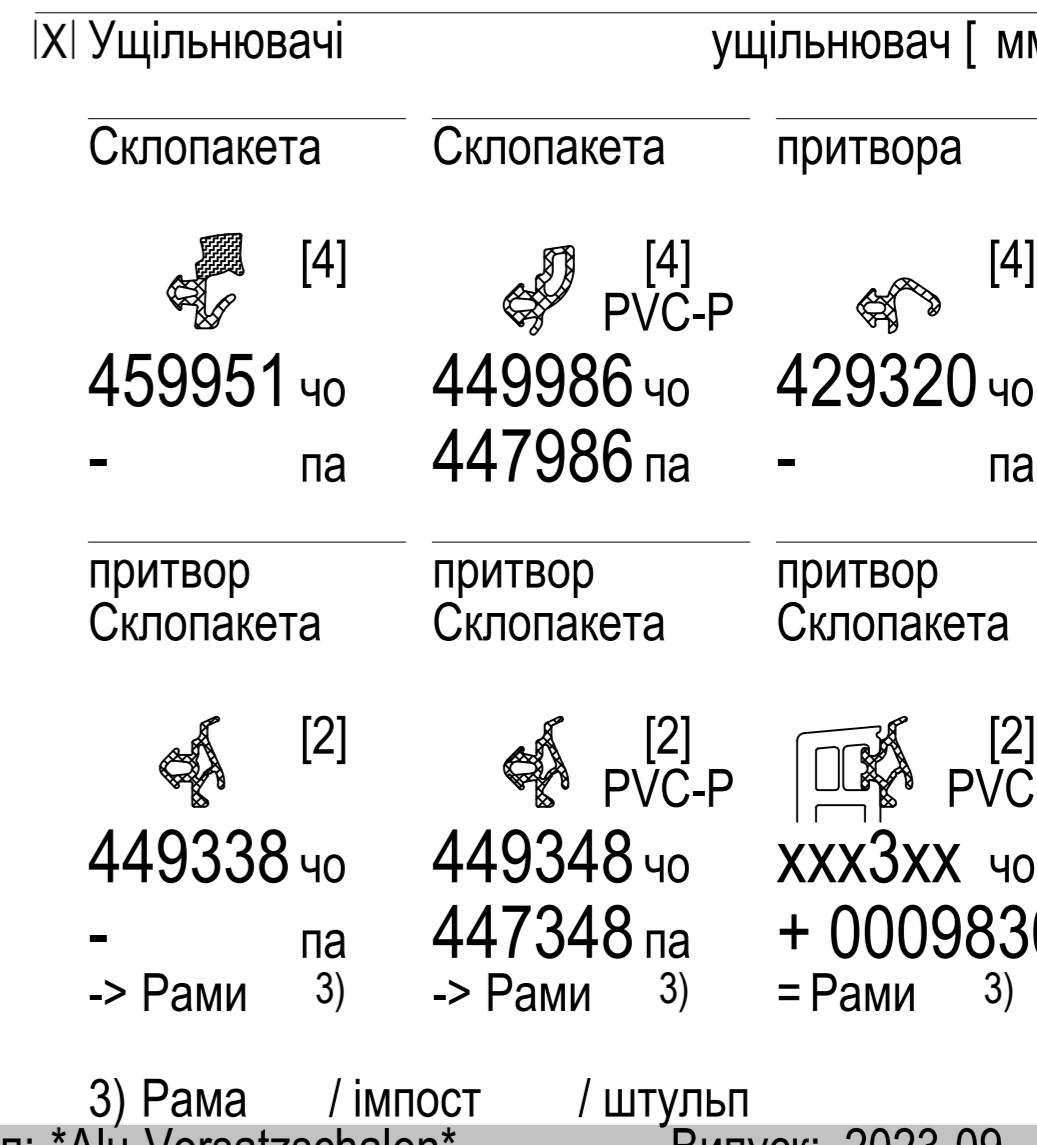 |X| Ущільнювачі ущільнювач [
Склопакета Склопакета притвора
[4] [4] [4]
PVC-P
459951 чо 449986 чо 429320 чо
- па 447986 па - па
притвор притвор притвор
Склопакета Склопакета Склопакета
[2] [2] [2]
PVC-P
449338 чо 449348 чо xxx3xx чо
- па 447348 па +
-> Рами 3) -> Рами 3) = Рами 3)
3) Рама / імпост / штульп
*Alu-Vorsatzschalen* Випуск: 2023-09